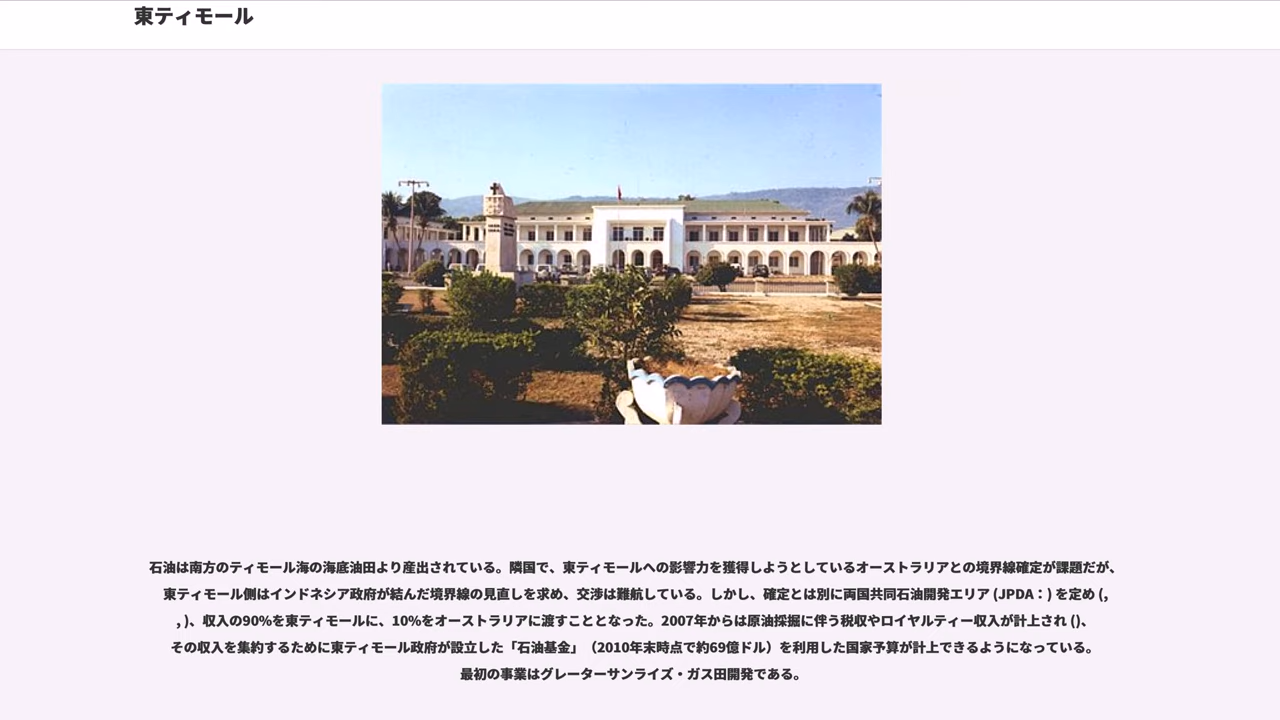 東ティモール
石油は南方のティモール海の海底油田より産出されている。隣国で、東ティモールへの影響力を獲得しようとしているオーストラリアとの境界線確定が課題だが、
東ティモール側はインドネシア政府が結んだ境界線の見直しを求め、交渉は難航している。しかし、確定とは別に両国共同石油開発エリア (JPDA：) を定め (,
, )、収入の90%を東ティモールに、10%をオーストラリアに渡すこととなった。2007年からは原油採掘に伴う税収やロイヤルティー収入が計上され ()、
その収入を集約するために東ティモール政府が設立した「石油基金」（2010年末時点で約69億ドル）を利用した国家予算が計上できるようになっている。
最初の事業はグレーターサンライズ・ガス田開発である。